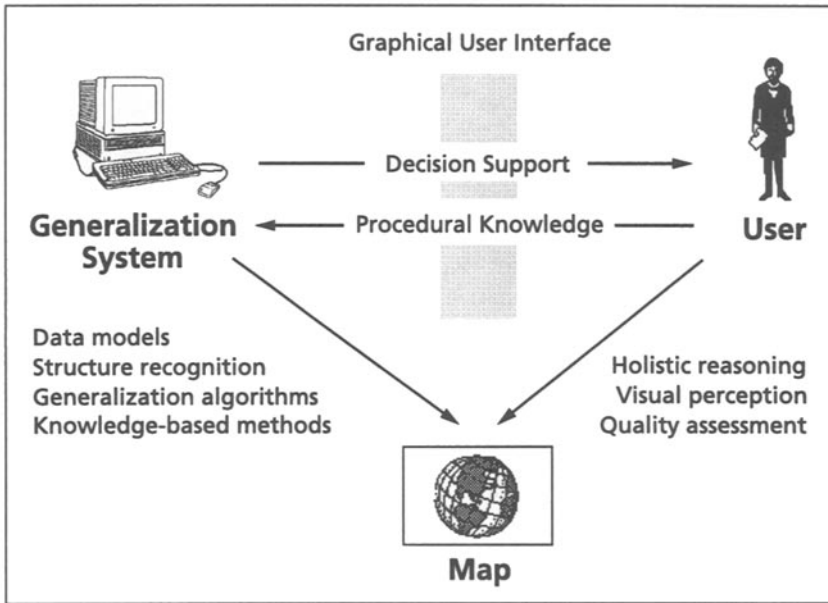 Graphical User Interface
Decision Support
Procedural Knowledge
Generalization
System
User
Data models
Structure recognition
Generalization algorithms
Knowledge-based methods
Holistic reasoning
Visual perception
Quality assessment
Map